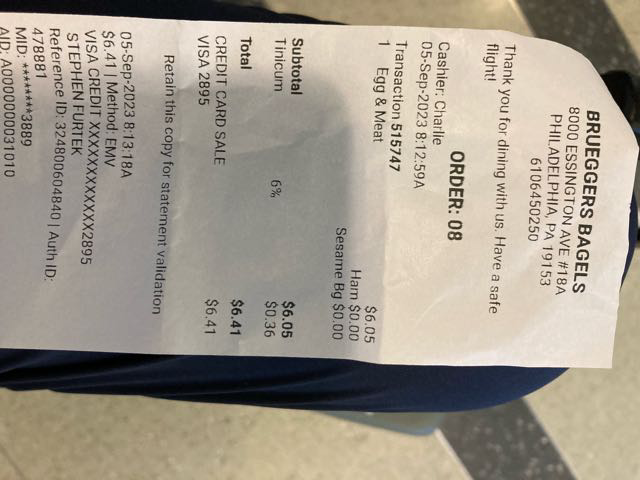 BRUEGGERS BAGELS
8000 ESSINGTON AVE #18A
PHILADELPHIA, PA 19153
6106450250
Thank you for dining with us. Have a safe
flight!
ORDER: 08
Cashier: Charlie
05-Sep-2023 8:12:59A
Transaction 515747
1 Egg & Meat $6.05
Ham $0.00
Sesame Bg $0.00
Subtotal $6.05
Tinicum 6% $0.36
Total $6.41
CREDIT CARD SALE $6.41
VISA 2895
Retain this copy for statement validation
05-Sep-2023 8:13:18A
$6.41 | Method: EMV
VISA CREDIT XXXXXXXXXXXX2895
STEPHEN FURTEK
Reference ID: 324800604840 | Auth ID:
478881
MID: ********3889
AID: A0000000031010